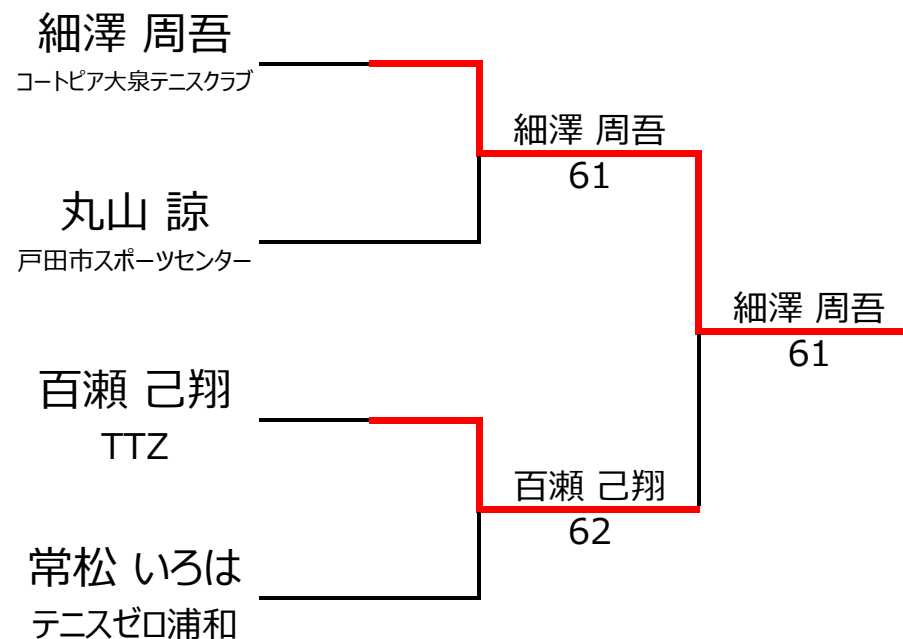 細澤 周吾
コートピア大泉テニスクラブ
細澤 周吾
61
丸山 諒
戸田市スポーツセンター
細澤 周吾
61
百瀬 己翔
TTZ
百瀬 己翔
62
常松 いろは
テニスゼロ浦和